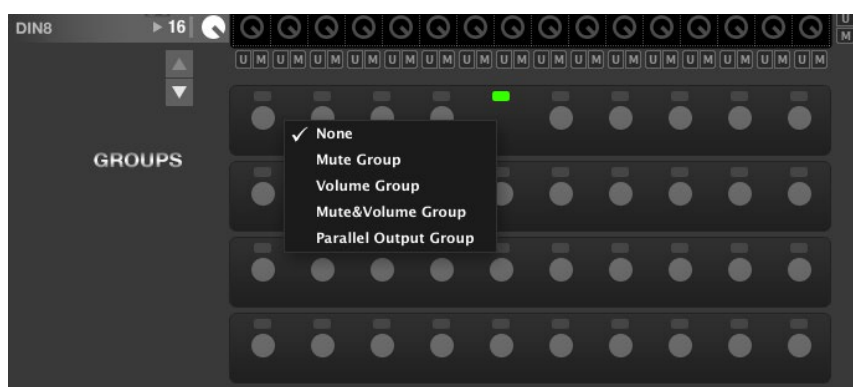 DIN8 ▶ 16 U
M
U M U M U M U M U M U M U M U M U M U M U M U M U M U M U M U M
✓ None
Mute Group
GROUPS
Volume Group
Mute&Volume Group
Parallel Output Group